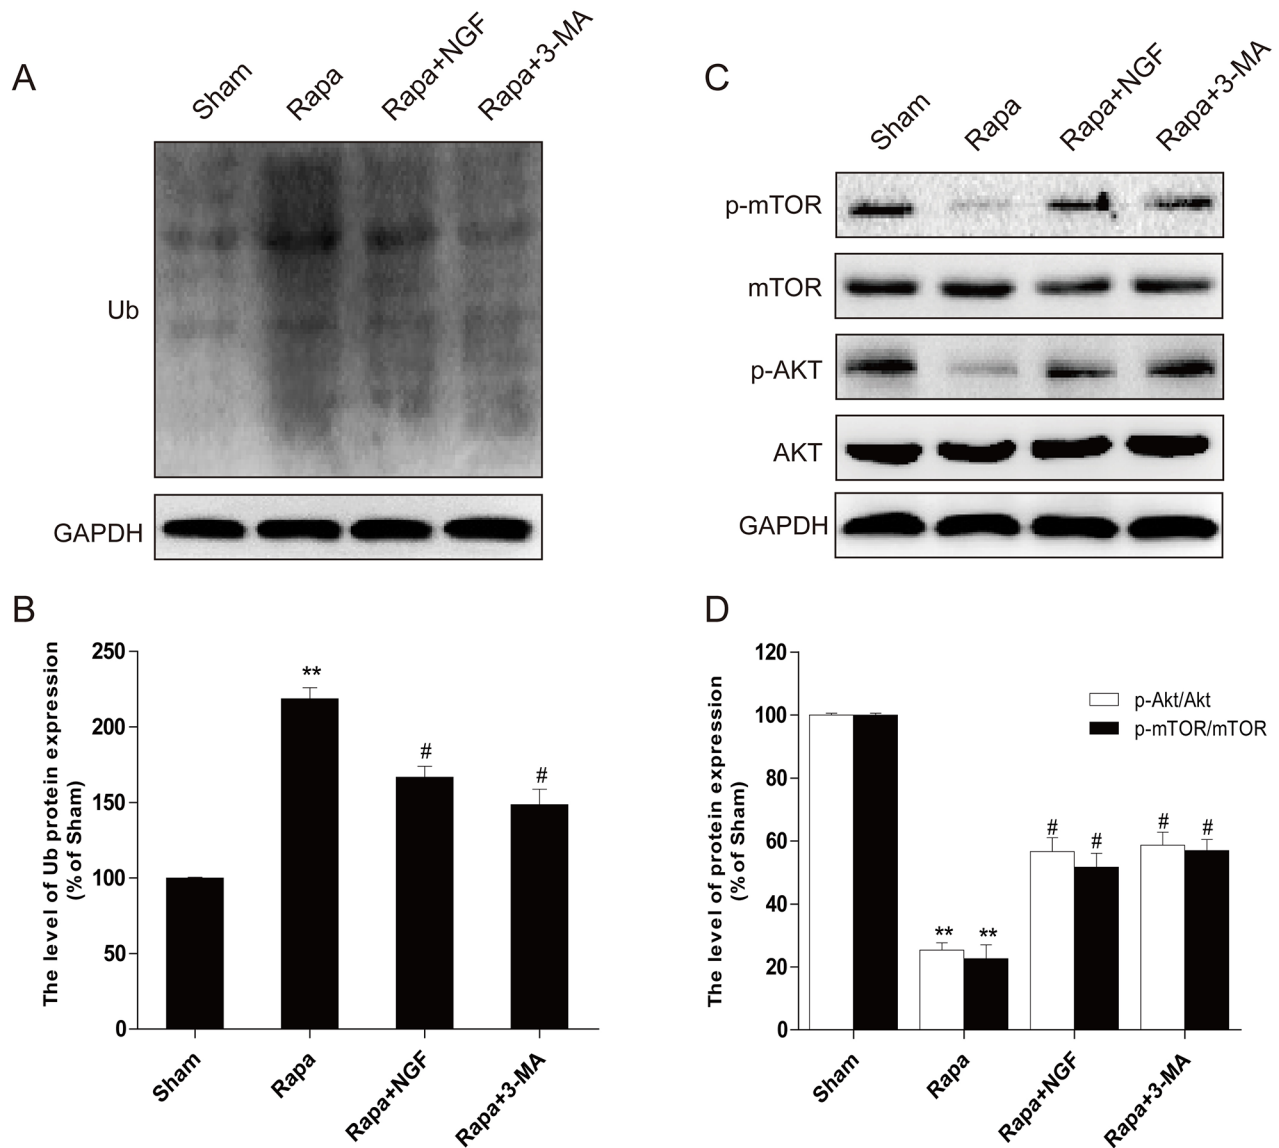 A
Sham
Rapa
Rapa+NGF
Rapa+3-MA
Ub
GAPDH
B
The level of Ub protein expression
(% of Sham)
250
200
150
100
50
0
**
#
#
Sham
Rapa
Rapa+NGF
Rapa+3-MA
C
Sham
Rapa
Rapa+NGF
Rapa+3-MA
p-mTOR
mTOR
p-AKT
AKT
GAPDH
D
The level of protein expression
(% of Sham)
120
100
80
60
40
20
0
p-Akt/Akt
p-mTOR/mTOR
**
**
#
#
#
#
Sham
Rapa
Rapa+NGF
Rapa+3-MA